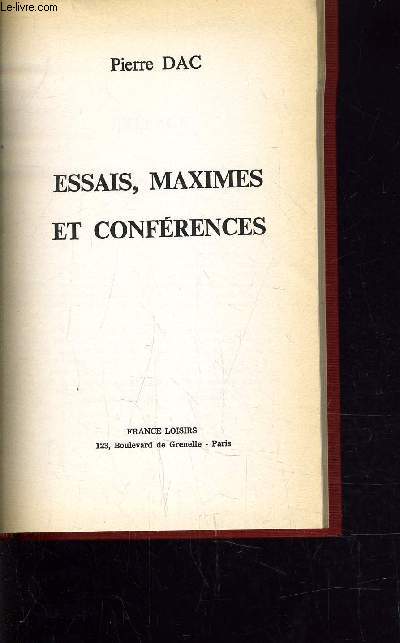 Le-livre.com
Pierre DAC
ESSAIS, MAXIMES
ET CONFÉRENCES
FRANCE LOISIRS
123, Boulevard de Grenelle - Paris